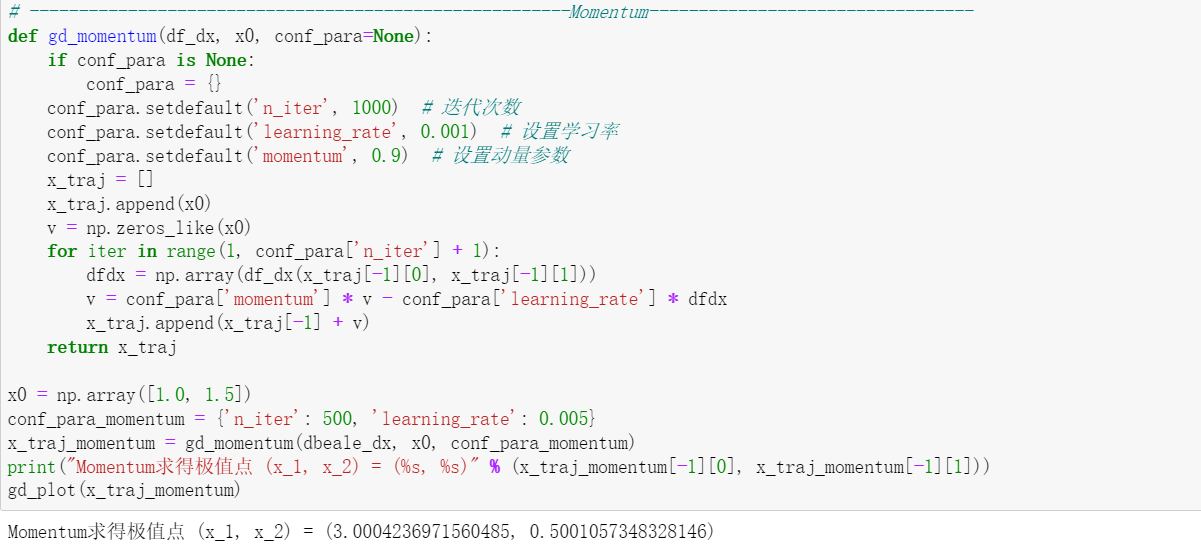 # -------------------------------------------------------Momentum---------------------------------
def gd_momentum(df_dx, x0, conf_para=None):
    if conf_para is None:
        conf_para = {}
    conf_para.setdefault('n_iter', 1000)  # 迭代次数
    conf_para.setdefault('learning_rate', 0.001)  # 设置学习率
    conf_para.setdefault('momentum', 0.9)  # 设置动量参数
    x_traj = []
    x_traj.append(x0)
    v = np.zeros_like(x0)
    for iter in range(1, conf_para['n_iter'] + 1):
        dfdx = np.array(df_dx(x_traj[-1][0], x_traj[-1][1]))
        v = conf_para['momentum'] * v - conf_para['learning_rate'] * dfdx
        x_traj.append(x_traj[-1] + v)
    return x_traj
x0 = np.array([1.0, 1.5])
conf_para_momentum = {'n_iter': 500, 'learning_rate': 0.005}
x_traj_momentum = gd_momentum(dbeale_dx, x0, conf_para_momentum)
print("Momentum求得极值点 (x_1, x_2) = (%s, %s)" % (x_traj_momentum[-1][0], x_traj_momentum[-1][1]))
gd_plot(x_traj_momentum)
Momentum求得极值点 (x_1, x_2) = (3.0004236971560485, 0.5001057348328146)